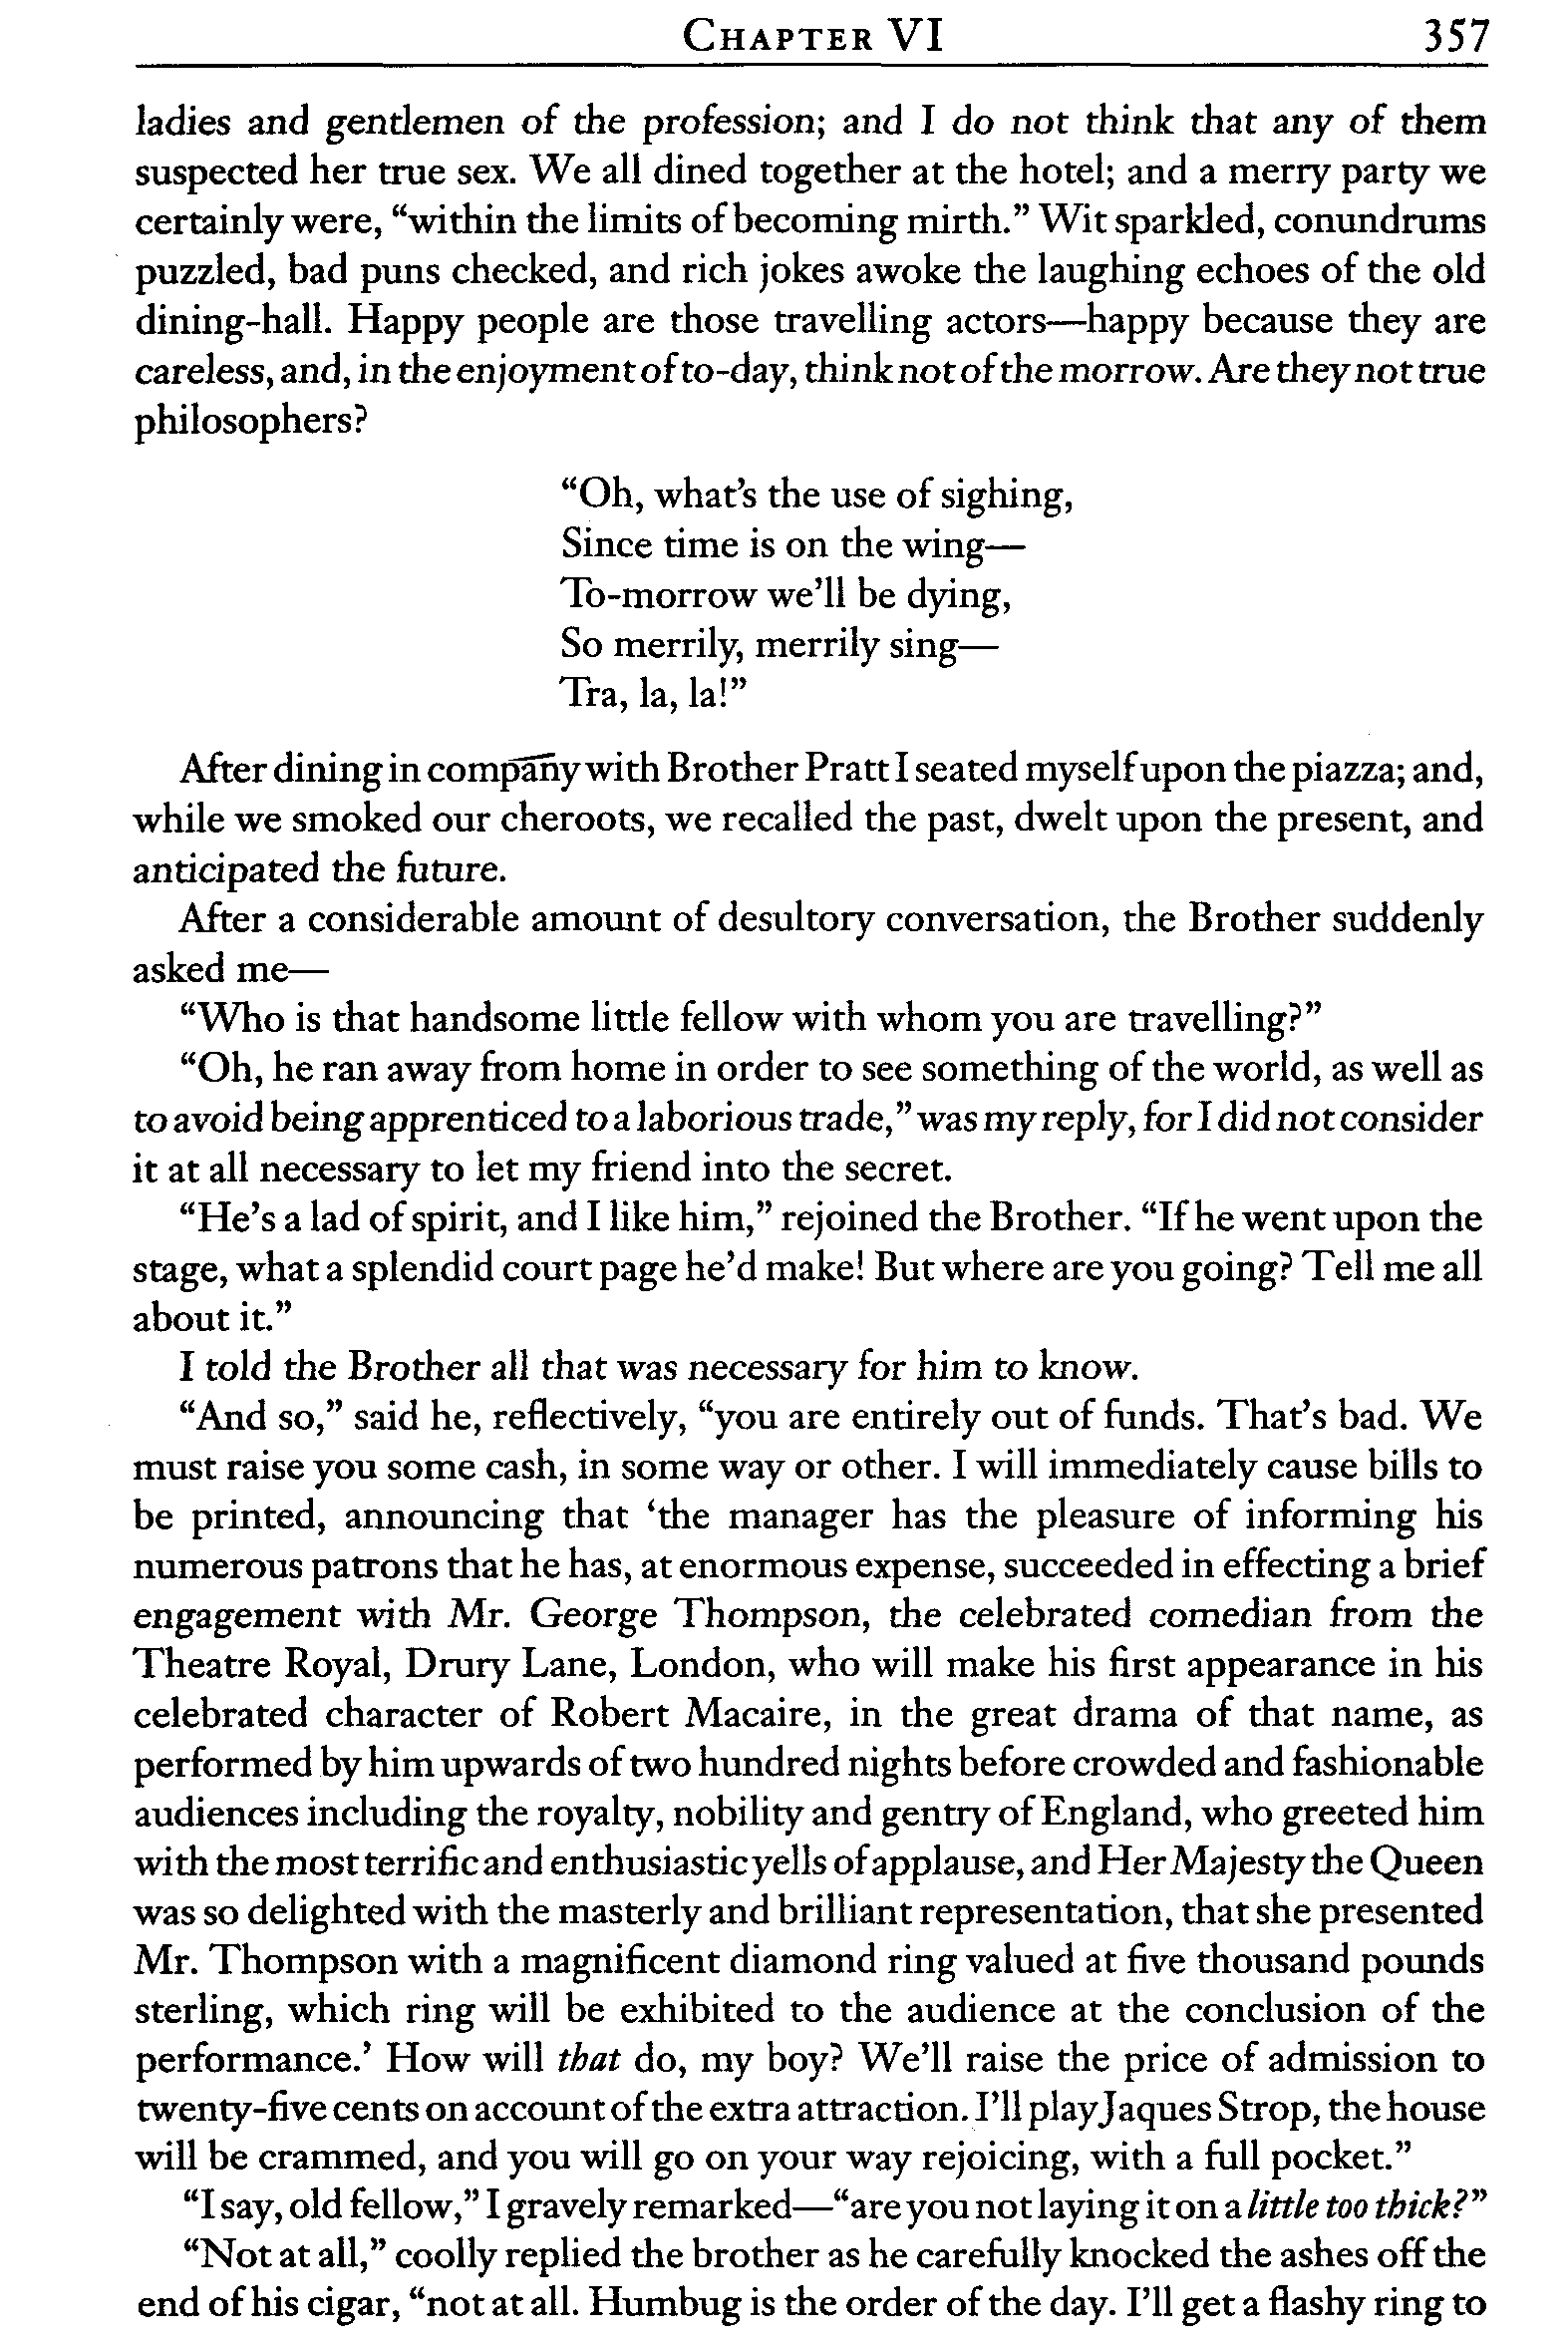 CHAPTER VI 357
ladies and gentlemen of the profession; and I do not think that any of them
suspected her true sex. We all dined together at the hotel; and a merry party we
certainly were, “within the limits of becoming mirth.” Wit sparkled, conundrums
puzzled, bad puns checked, and rich jokes awoke the laughing echoes of the old
dining-hall. Happy people are those travelling actors—happy because they are
careless, and, in the enjoyment of to-day, think not of the morrow. Are they not true
philosophers?
“Oh, what’s the use of sighing,
Since time is on the wing—
To-morrow we’ll be dying,
So merrily, merrily sing—
Tra, la, la!”
After dining in company with Brother Pratt I seated myself upon the piazza; and,
while we smoked our cheroots, we recalled the past, dwelt upon the present, and
anticipated the future.
After a considerable amount of desultory conversation, the Brother suddenly
asked me—
“Who is that handsome little fellow with whom you are travelling?”
“Oh, he ran away from home in order to see something of the world, as well as
to avoid being apprenticed to a laborious trade,” was my reply, for I did not consider
it at all necessary to let my friend into the secret.
“He’s a lad of spirit, and I like him,” rejoined the Brother. “If he went upon the
stage, what a splendid court page he’d make! But where are you going? Tell me all
about it.”
I told the Brother all that was necessary for him to know.
“And so,” said he, reflectively, “you are entirely out of funds. That’s bad. We
must raise you some cash, in some way or other. I will immediately cause bills to
be printed, announcing that ‘the manager has the pleasure of informing his
numerous patrons that he has, at enormous expense, succeeded in effecting a brief
engagement with Mr. George Thompson, the celebrated comedian from the
Theatre Royal, Drury Lane, London, who will make his first appearance in his
celebrated character of Robert Macaire, in the great drama of that name, as
performed by him upwards of two hundred nights before crowded and fashionable
audiences including the royalty, nobility and gentry of England, who greeted him
with the most terrific and enthusiastic yells of applause, and Her Majesty the Queen
was so delighted with the masterly and brilliant representation, that she presented
Mr. Thompson with a magnificent diamond ring valued at five thousand pounds
sterling, which ring will be exhibited to the audience at the conclusion of the
performance.’ How will that do, my boy? We’ll raise the price of admission to
twenty-five cents on account of the extra attraction. I’ll play Jaques Strop, the house
will be crammed, and you will go on your way rejoicing, with a full pocket.”
“I say, old fellow,” I gravely remarked—“are you not laying it on a little too thick?”
“Not at all,” coolly replied the brother as he carefully knocked the ashes off the
end of his cigar, “not at all. Humbug is the order of the day. I’ll get a flashy ring to